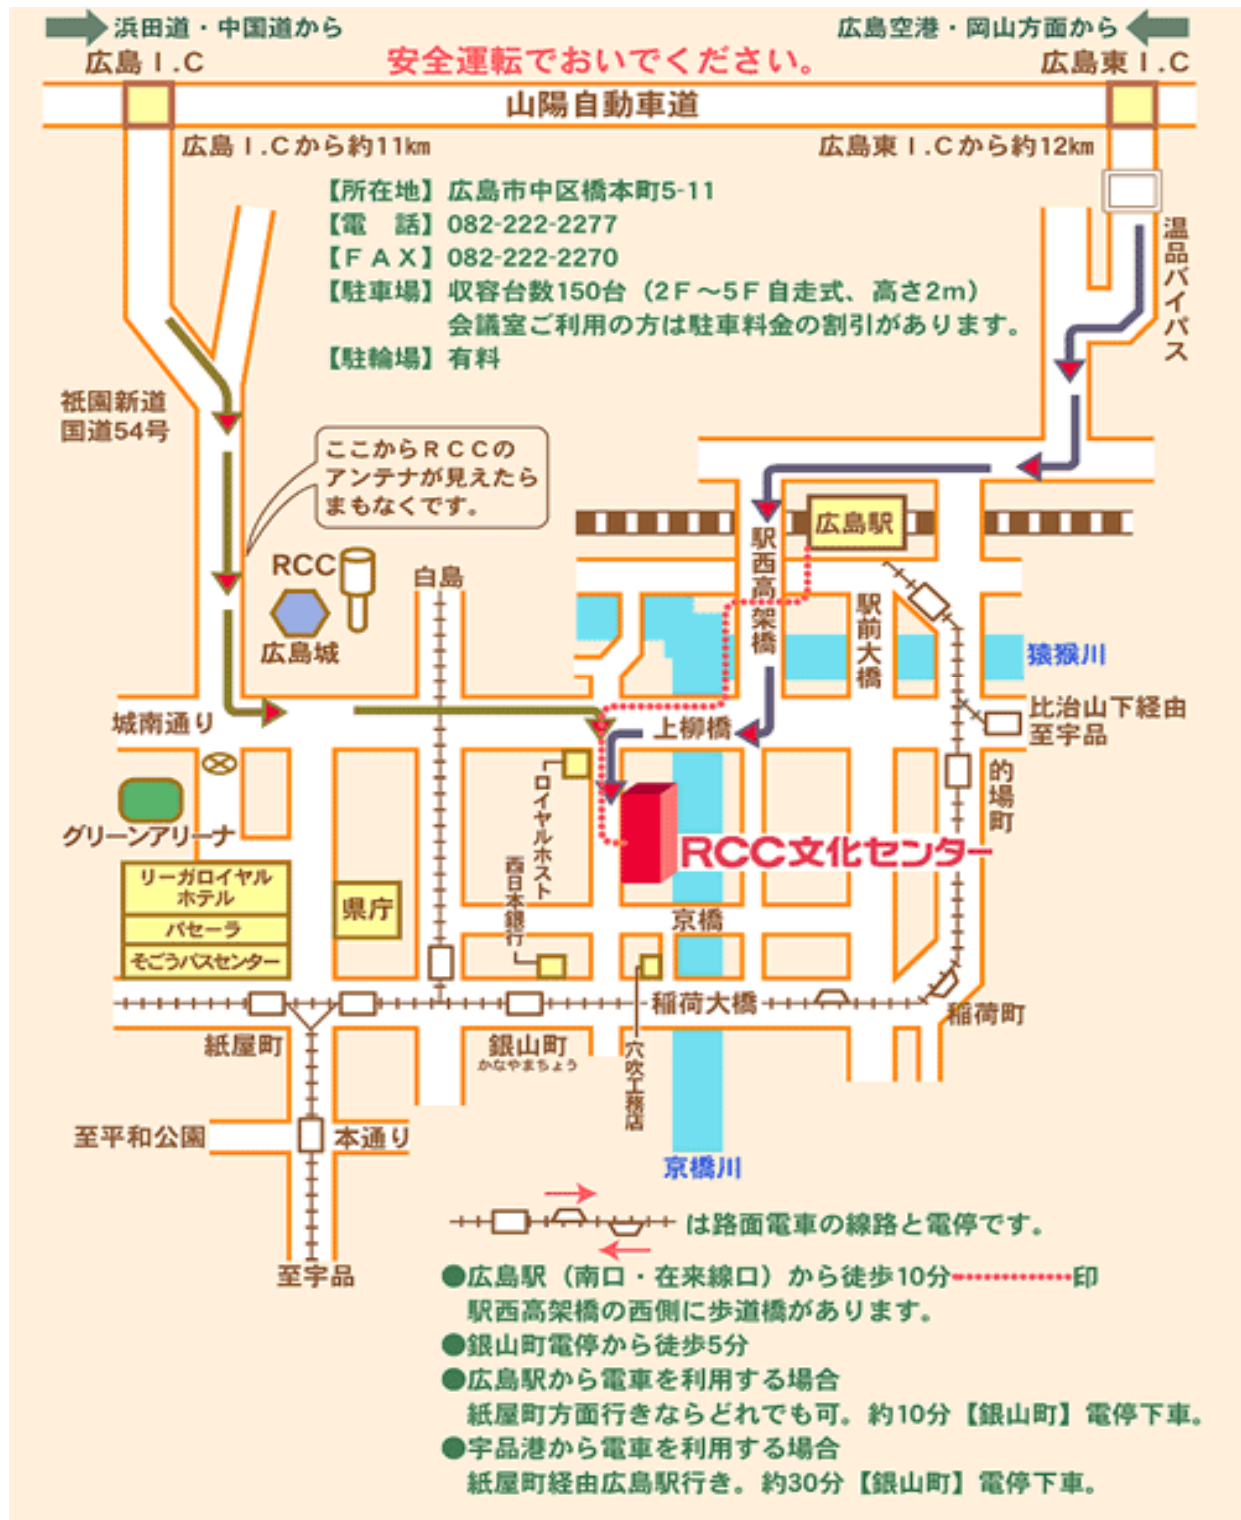 浜田道・中国道から
広島空港・岡山方面から
広島I.C
安全運転でおいでください。
広島東I.C
山陽自動車道
広島I.Cから約11㎞
広島東I.Cから約12㎞
【所在地】広島市中区橋本町5-11
【電　話】082-222-2277
【ＦＡＸ】082-222-2270
【駐車場】収容台数150台（2Ｆ～5Ｆ自走式、高さ2ｍ）
会議室ご利用の方は駐車料金の割引があります。
【駐輪場】有料
温品バイパス
祇園新道
国道54号
ここからＲＣＣの
アンテナが見えたら
まもなくです。
広島駅
駅西高架橋
RCC
白島
広島城
駅前大橋
猿猴川
城南通り
上柳橋
比治山下経由
至宇品
的場町
ロイヤルホスト
グリーンアリーナ
RCC文化センター
西日本銀行
リーガロイヤル
ホテル
パセーラ
そごうバスセンター
県庁
京橋
稲荷大橋
稲荷町
紙屋町
銀山町
かなやまちょう
穴吹工務店
至平和公園
本通り
京橋川
は路面電車の線路と電停です。
至宇品
●広島駅（南口・在来線口）から徒歩10分 印
駅西高架橋の西側に歩道橋があります。
●銀山町電停から徒歩5分
●広島駅から電車を利用する場合
紙屋町方面行きならどれでも可。約10分【銀山町】電停下車。
●宇品港から電車を利用する場合
紙屋町経由広島駅行き。約30分【銀山町】電停下車。